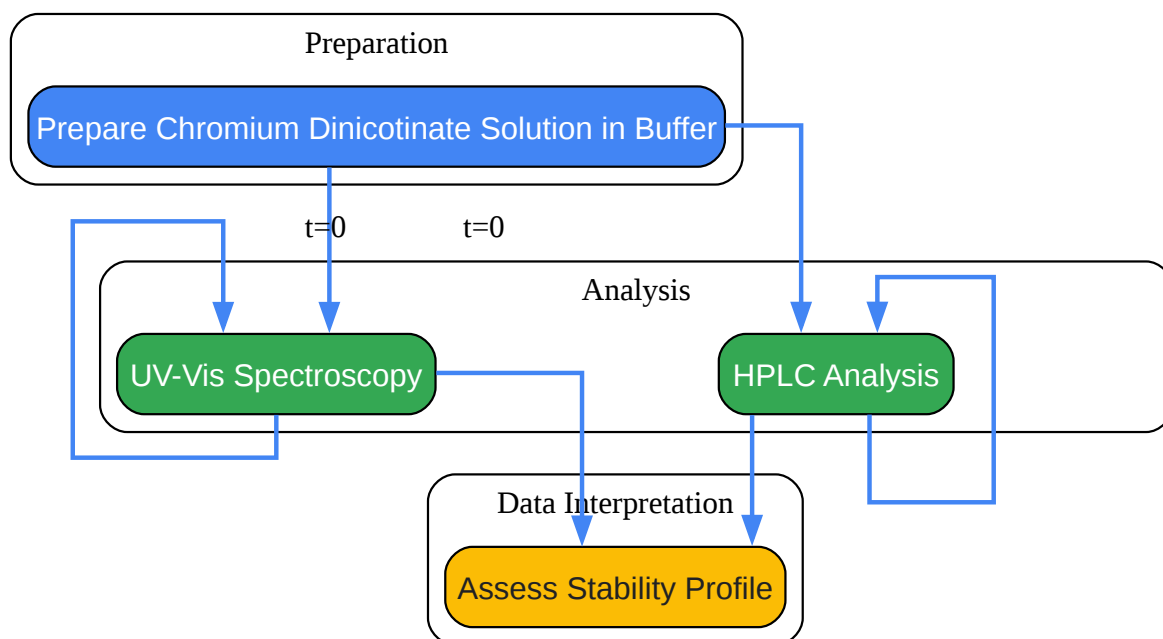 Preparation
Prepare Chromium Dinicotinate Solution in Buffer
t=0
t=0
Analysis
UV-Vis Spectroscopy
HPLC Analysis
Data Interpretation
Assess Stability Profile